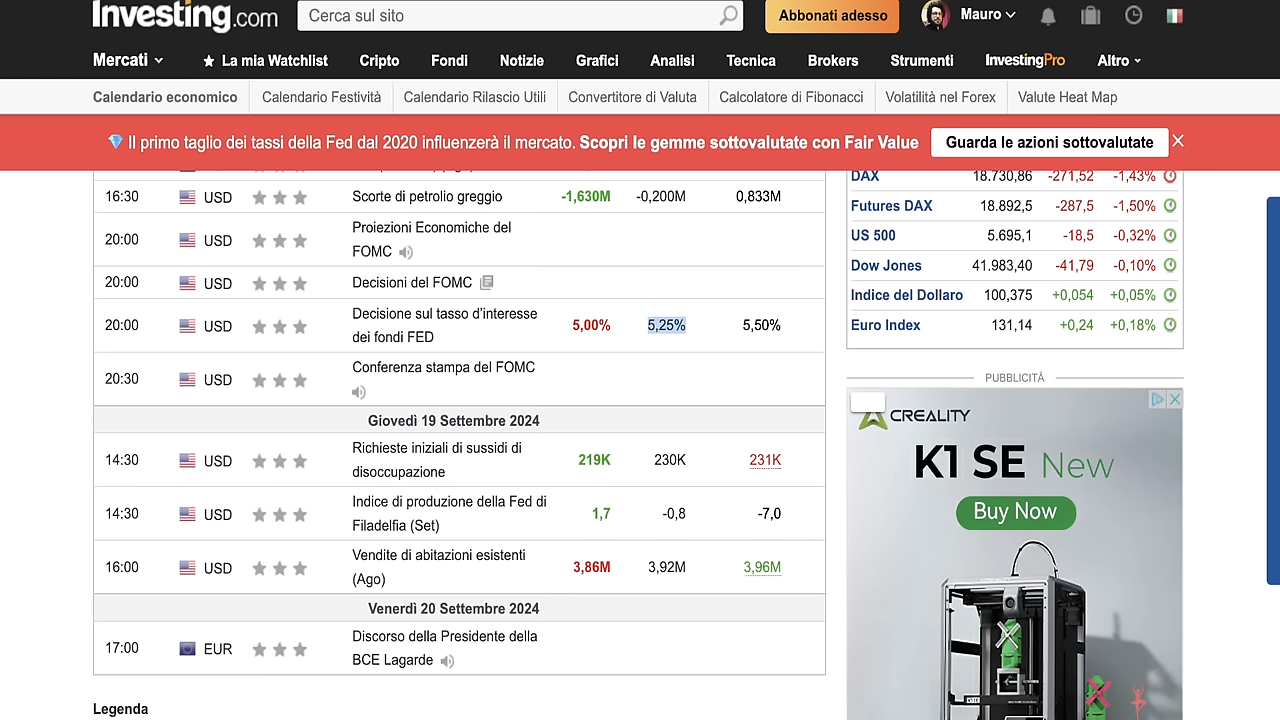 Investing.com
Cerca sul sito
Abbonati adesso
Mauro
Mercati
La mia Watchlist
Cripto
Fondi
Notizie
Grafici
Analisi
Tecnica
Brokers
Strumenti
InvestingPro
Altro
Calendario economico
Calendario Festività
Calendario Rilascio Utili
Convertitore di Valuta
Calcolatore di Fibonacci
Volatilità nel Forex
Valute Heat Map
Il primo taglio dei tassi della Fed dal 2020 influenzerà il mercato. Scopri le gemme sottovalutate con Fair Value
Guarda le azioni sottovalutate
16:30 USD Scorte di petrolio greggio -1,630M -0,200M 0,833M
20:00 USD Proiezioni Economiche del
FOMC
20:00 USD Decisioni del FOMC
20:00 USD Decisione sul tasso d'interesse
dei fondi FED 5,00% 5,25% 5,50%
20:30 USD Conferenza stampa del FOMC
Giovedì 19 Settembre 2024
14:30 USD Richieste iniziali di sussidi di
disoccupazione 219K 230K 231K
14:30 USD Indice di produzione della Fed di
Filadelfia (Set) 1,7 -0,8 -7,0
16:00 USD Vendite di abitazioni esistenti
(Ago) 3,86M 3,92M 3,96M
Venerdì 20 Settembre 2024
17:00 EUR Discorso della Presidente della
BCE Lagarde
Legenda
DAX 18.730,86 -271,52 -1,43%
Futures DAX 18.892,5 -287,5 -1,50%
US 500 5.695,1 -18,5 -0,32%
Dow Jones 41.983,40 -41,79 -0,10%
Indice del Dollaro 100,375 +0,054 +0,05%
Euro Index 131,14 +0,24 +0,18%
PUBBLICITÀ
CREALITY
K1 SE New
Buy Now